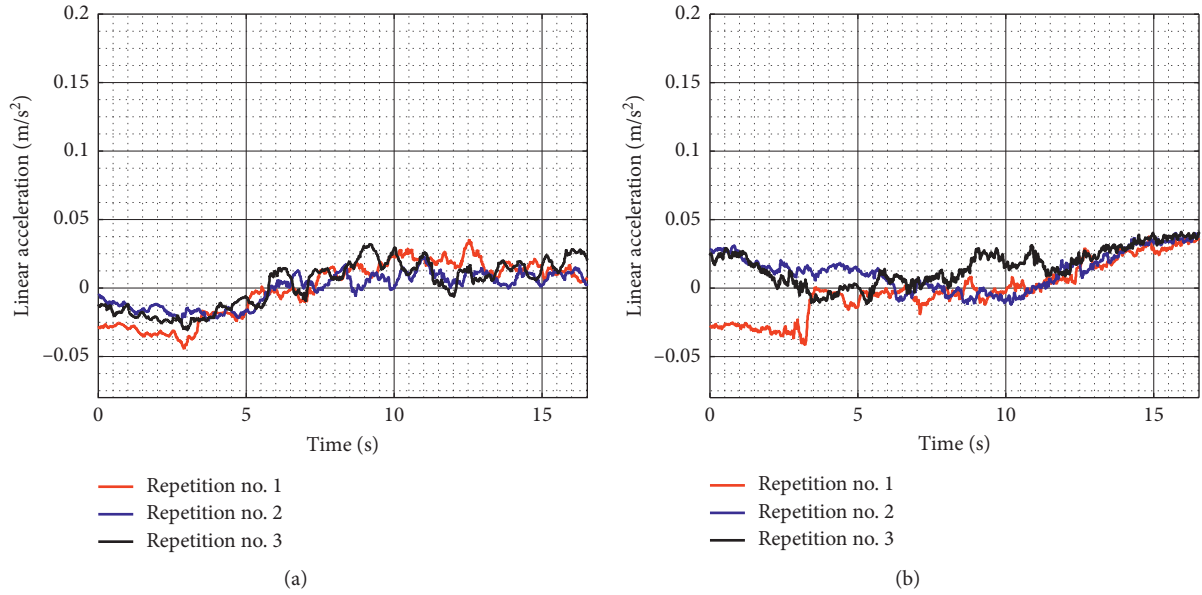 0.2
0.15
0.1
0.05
0
−0.05
Linear acceleration (m/s²)
0 5 10 15
Time (s)
Repetition no. 1
Repetition no. 2
Repetition no. 3
(a)
0.2
0.15
0.1
0.05
0
−0.05
Linear acceleration (m/s²)
0 5 10 15
Time (s)
Repetition no. 1
Repetition no. 2
Repetition no. 3
(b)